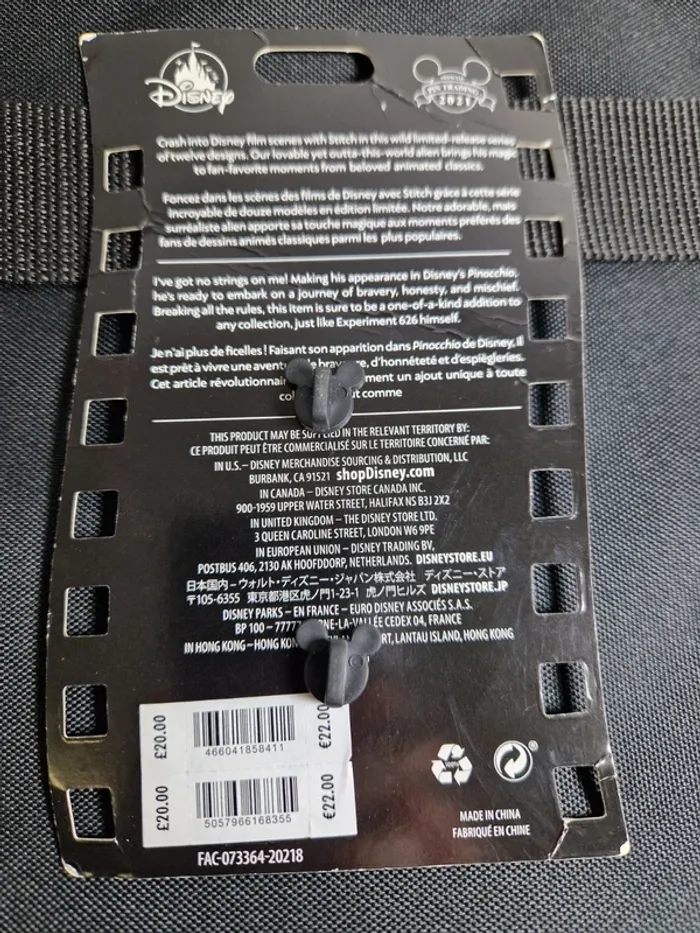 Disney
PIN TRADING
2021
Crash into Disney film scenes with Stitch in this wild limited-release series
of twelve designs. Our lovable yet outta-this-world alien brings his magic
to fan-favorite moments from beloved animated classics.
Foncez dans les scènes des films de Disney avec Stitch grâce à cette série
incroyable de douze modèles en édition limitée. Notre adorable, mais
surréaliste alien apporte sa touche magique aux moments préférés des
fans de dessins animés classiques parmi les plus populaires.
I've got no strings on me! Making his appearance in Disney's Pinocchio,
he's ready to embark on a journey of bravery, honesty, and mischief.
Breaking all the rules, this item is sure to be a one-of-a-kind addition to
any collection, just like Experiment 626 himself.
Je n'ai plus de ficelles ! Faisant son apparition dans Pinocchio de Disney, il
est prêt à vivre une aventu de bravo re, d'honnêteté et d'espiègleries.
Cet article révolutionnai ment un ajout unique à toute
col ut comme
THIS PRODUCT MAY BE SUPPLIED IN THE RELEVANT TERRITORY BY:
CE PRODUIT PEUT ÊTRE COMMERCIALISÉ SUR LE TERRITOIRE CONCERNÉ PAR:
IN U.S. – DISNEY MERCHANDISE SOURCING & DISTRIBUTION, LLC
BURBANK, CA 91521 shopDisney.com
IN CANADA – DISNEY STORE CANADA INC.
900-1959 UPPER WATER STREET, HALIFAX NS B3J 2X2
IN UNITED KINGDOM – THE DISNEY STORE LTD.
3 QUEEN CAROLINE STREET, LONDON W6 9PE
IN EUROPEAN UNION – DISNEY TRADING BV,
POSTBUS 406, 2130 AK HOOFDDORP, NETHERLANDS. DISNEYSTORE.EU
日本国内 – ウォルト・ディズニー・ジャパン株式会社 ディズニー・ストア
〒105-6355 東京都港区虎ノ門1-23-1 虎ノ門ヒルズ DISNEYSTORE.JP
DISNEY PARKS – EN FRANCE – EURO DISNEY ASSOCIÉS S.A.S.
BP 100 – 7777 NE-LA-VALLÉE CEDEX 04, FRANCE
IN HONG KONG – HONG KON RT, LANTAU ISLAND, HONG KONG
£20.00
466041858411
€22.00
£20.00
5057966168355
€22.00
MADE IN CHINA
FABRIQUÉ EN CHINE
FAC-073364-20218